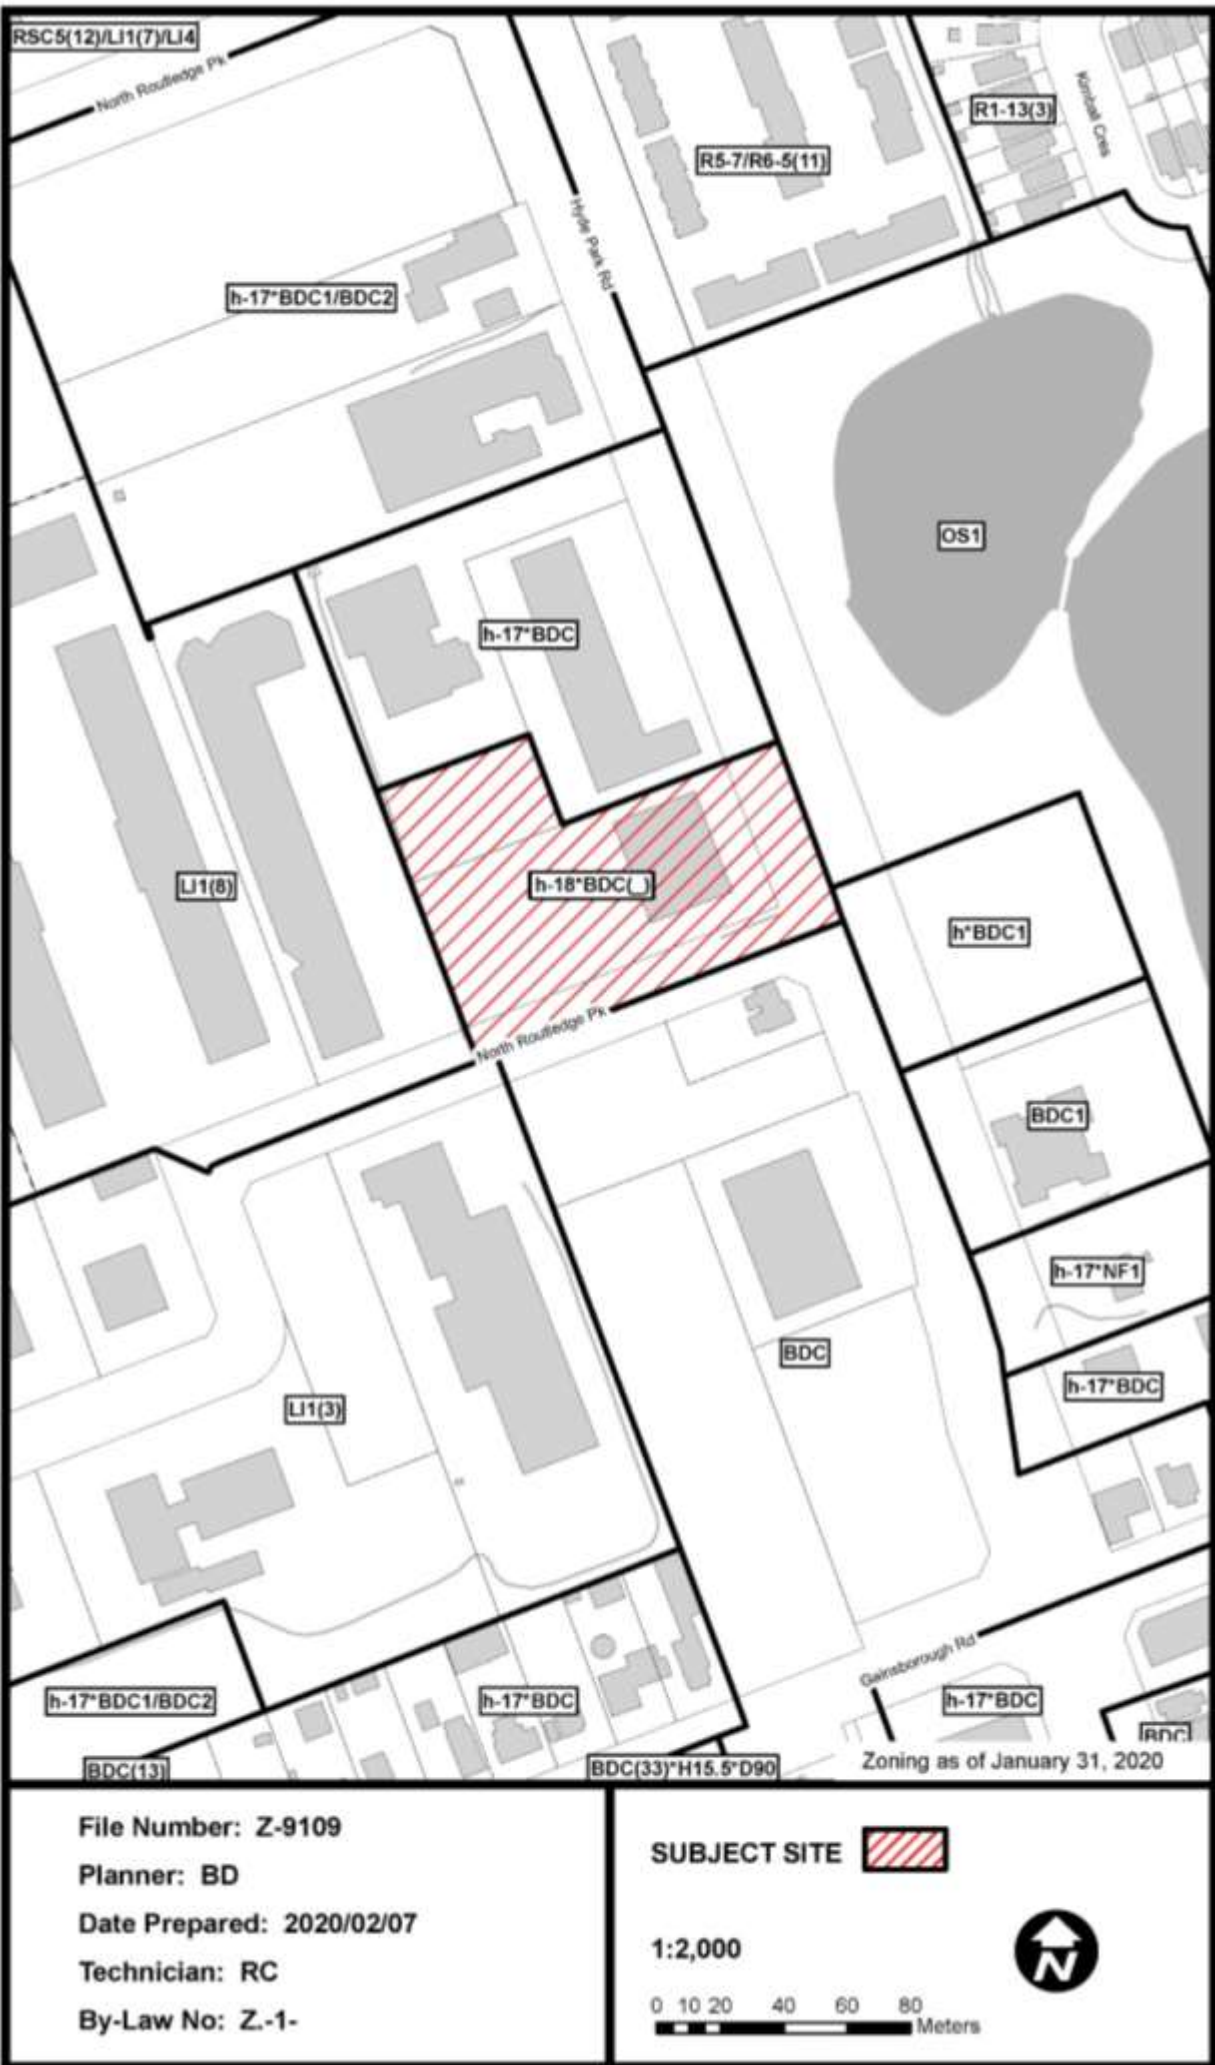 RSC5(12)/LI1(7)/LI4
North Routledge Pk
Kimball Cres
R1-13(3)
R5-7/R6-5(11)
Hyde Park Rd
h-17*BDC1/BDC2
OS1
h-17*BDC
LI1(8)
h-18*BDC(_)
h*BDC1
North Routledge Pk
BDC1
h-17*NF1
BDC
h-17*BDC
LI1(3)
Gainsborough Rd
h-17*BDC1/BDC2
h-17*BDC
h-17*BDC
BDC
BDC(13)
BDC(33)*H15.5*D90
Zoning as of January 31, 2020
File Number: Z-9109
Planner: BD
Date Prepared: 2020/02/07
Technician: RC
By-Law No: Z.-1-
SUBJECT SITE
1:2,000
N
0 10 20 40 60 80
Meters